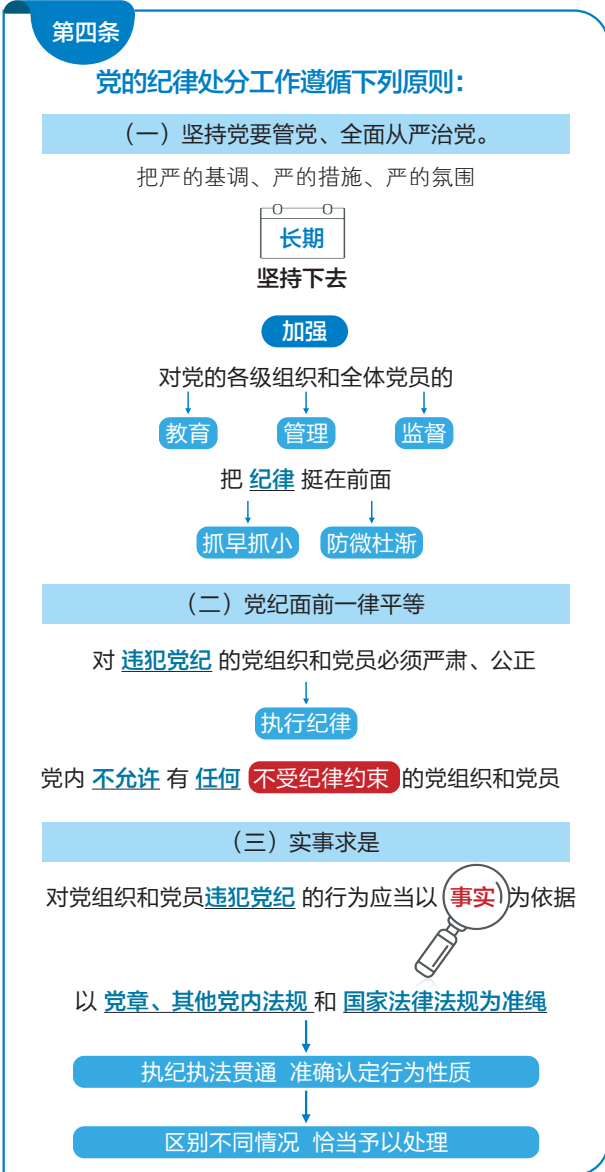 第四条
党的纪律处分工作遵循下列原则：
（一）坚持党要管党、全面从严治党。
把严的基调、严的措施、严的氛围
长期
坚持下去
加强
对党的各级组织和全体党员的
教育 管理 监督
把 纪律 挺在前面
抓早抓小 防微杜渐
（二）党纪面前一律平等
对 违犯党纪 的党组织和党员必须严肃、公正
执行纪律
党内 不允许 有 任何 不受纪律约束 的党组织和党员
（三）实事求是
对党组织和党员违犯党纪 的行为应当以 事实 为依据
以 党章、其他党内法规 和 国家法律法规为准绳
执纪执法贯通 准确认定行为性质
区别不同情况 恰当予以处理